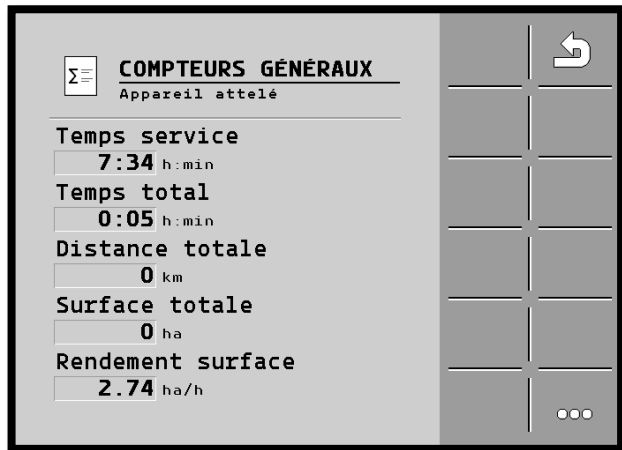 Σ
COMPTEURS GÉNÉRAUX
Appareil attelé
Temps service
7:34 h:min
Temps total
0:05 h:min
Distance totale
0 km
Surface totale
0 ha
Rendement surface
2.74 ha/h